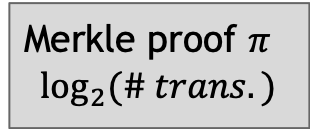 Merkle proof π
log₂(# trans.)